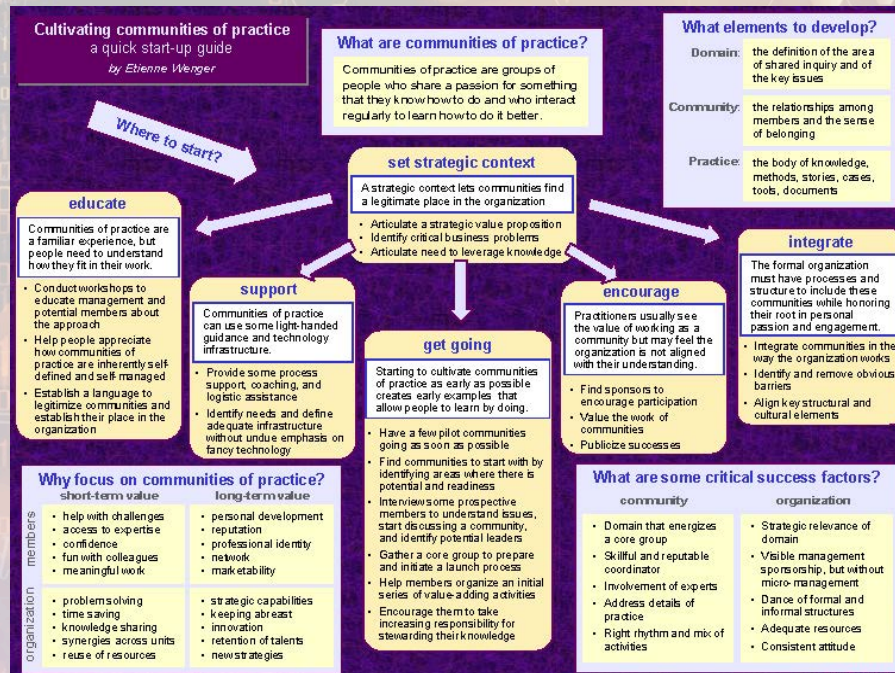 Cultivating communities of practice
a quick start-up guide
by Etienne Wenger
Where to start?
What are communities of practice?
Communities of practice are groups of
people who share a passion for something
that they know how to do and who interact
regularly to learn how to do it better.
What elements to develop?
Domain: the definition of the area
of shared inquiry and of
the key issues
Community: the relationships among
members and the sense
of belonging
Practice: the body of knowledge,
methods, stories, cases,
tools, documents
set strategic context
A strategic context lets communities find
a legitimate place in the organization
• Articulate a strategic value proposition
• Identify critical business problems
• Articulate need to leverage knowledge
educate
Communities of practice are
a familiar experience, but
people need to understand
how they fit in their work.
• Conduct workshops to
educate management and
potential members about
the approach
• Help people appreciate
how communities of
practice are inherently self-
defined and self-managed
• Establish a language to
legitimize communities and
establish their place in the
organization
support
Communities of practice
can use some light-handed
guidance and technology
infrastructure.
• Provide some process
support, coaching, and
logistic assistance
• Identify needs and define
adequate infrastructure
without undue emphasis on
fancy technology
get going
Starting to cultivate communities
of practice as early as possible
creates early examples that
allow people to learn by doing.
• Have a few pilot communities
going as soon as possible
• Find communities to start with by
identifying areas where there is
potential and readiness
• Interview some prospective
members to understand issues,
start discussing a community,
and identify potential leaders
• Gather a core group to prepare
and initiate a launch process
• Help members organize an initial
series of value-adding activities
• Encourage them to take
increasing responsibility for
stewarding their knowledge
encourage
Practitioners usually see
the value of working as a
community but may feel the
organization is not aligned
with their understanding.
• Find sponsors to
encourage participation
• Value the work of
communities
• Publicize successes
integrate
The formal organization
must have processes and
structure to include these
communities while honoring
their root in personal
passion and engagement.
• Integrate communities in the
way the organization works
• Identify and remove obvious
barriers
• Align key structural and
cultural elements
Why focus on communities of practice?
short-term value long-term value
members
• help with challenges
• access to expertise
• confidence
• fun with colleagues
• meaningful work
• personal development
• reputation
• professional identity
• network
• marketability
organization
• problem solving
• time saving
• knowledge sharing
• synergies across units
• reuse of resources
• strategic capabilities
• keeping abreast
• innovation
• retention of talents
• new strategies
What are some critical success factors?
community organization
• Domain that energizes
a core group
• Skillful and reputable
coordinator
• Involvement of experts
• Address details of
practice
• Right rhythm and mix of
activities
• Strategic relevance of
domain
• Visible management
sponsorship, but without
micro-management
• Dance of formal and
informal structures
• Adequate resources
• Consistent attitude